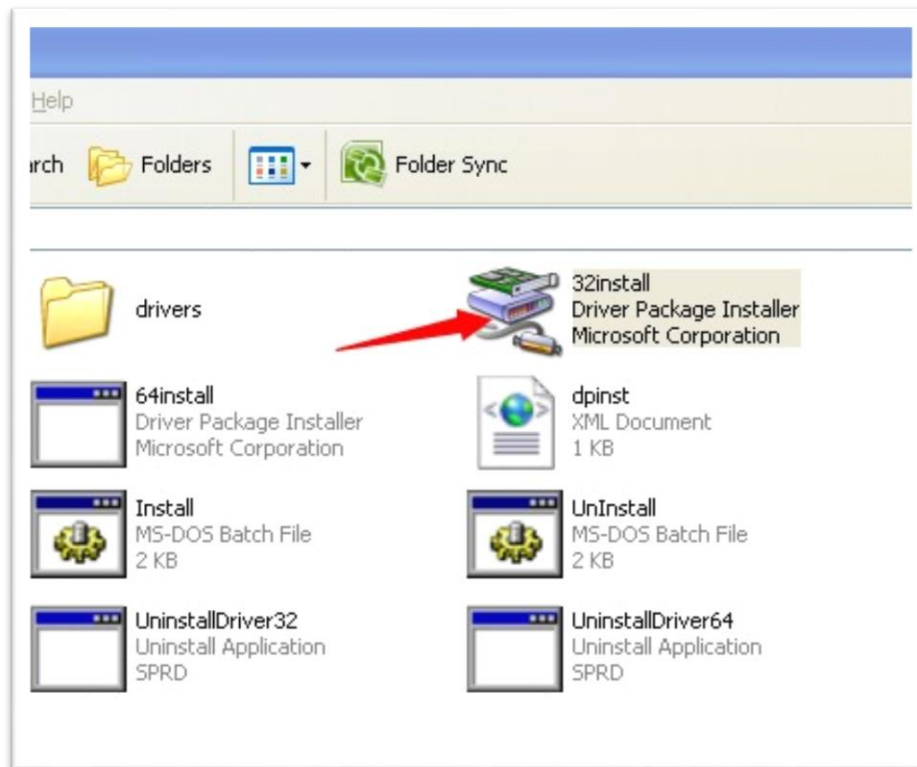 Help
arch Folders Folder Sync
drivers
32install
Driver Package Installer
Microsoft Corporation
64install
Driver Package Installer
Microsoft Corporation
dpinst
XML Document
1 KB
Install
MS-DOS Batch File
2 KB
UnInstall
MS-DOS Batch File
2 KB
UninstallDriver32
Uninstall Application
SPRD
UninstallDriver64
Uninstall Application
SPRD